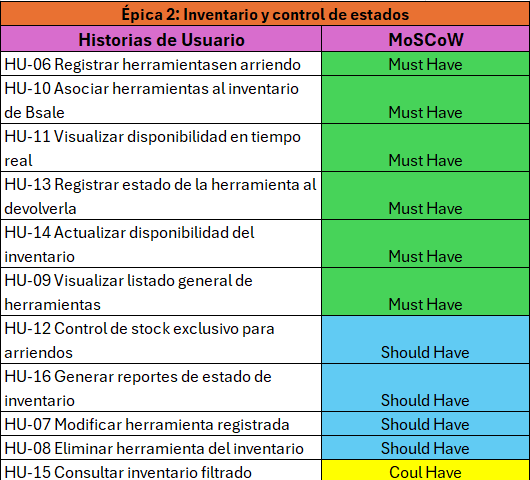 Épica 2: Inventario y control de estados
Historias de Usuario MoSCoW
HU-06 Registrar herramientasen arriendo Must Have
HU-10 Asociar herramientas al inventario
de Bsale Must Have
HU-11 Visualizar disponibilidad en tiempo
real Must Have
HU-13 Registrar estado de la herramienta al
devolverla Must Have
HU-14 Actualizar disponibilidad del
inventario Must Have
HU-09 Visualizar listado general de
herramientas Must Have
HU-12 Control de stock exclusivo para
arriendos Should Have
HU-16 Generar reportes de estado de
inventario Should Have
HU-07 Modificar herramienta registrada Should Have
HU-08 Eliminar herramienta del inventario Should Have
HU-15 Consultar inventario filtrado Coul Have